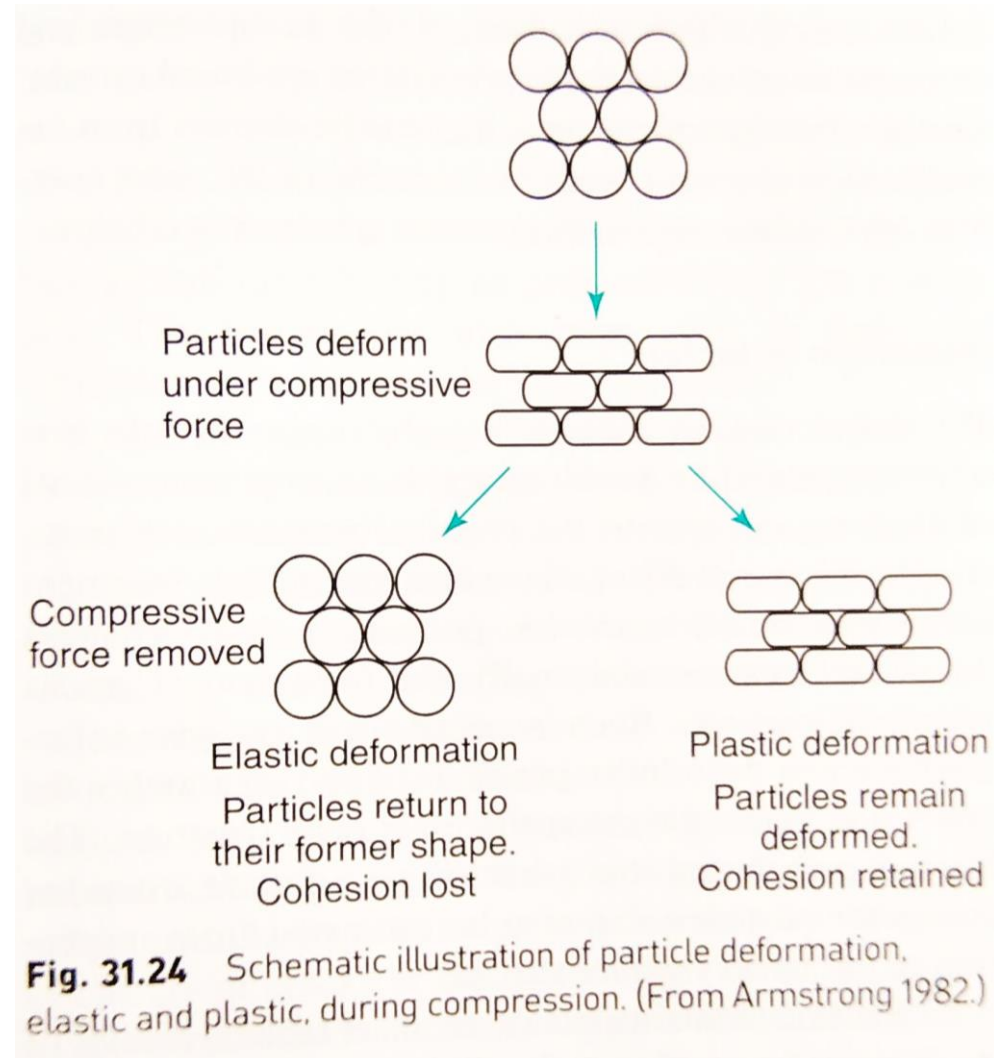 Particles deform
under compressive
force
Compressive
force removed
Elastic deformation
Particles return to
their former shape.
Cohesion lost
Plastic deformation
Particles remain
deformed.
Cohesion retained
Fig. 31.24 Schematic illustration of particle deformation,
elastic and plastic, during compression. (From Armstrong 1982.)